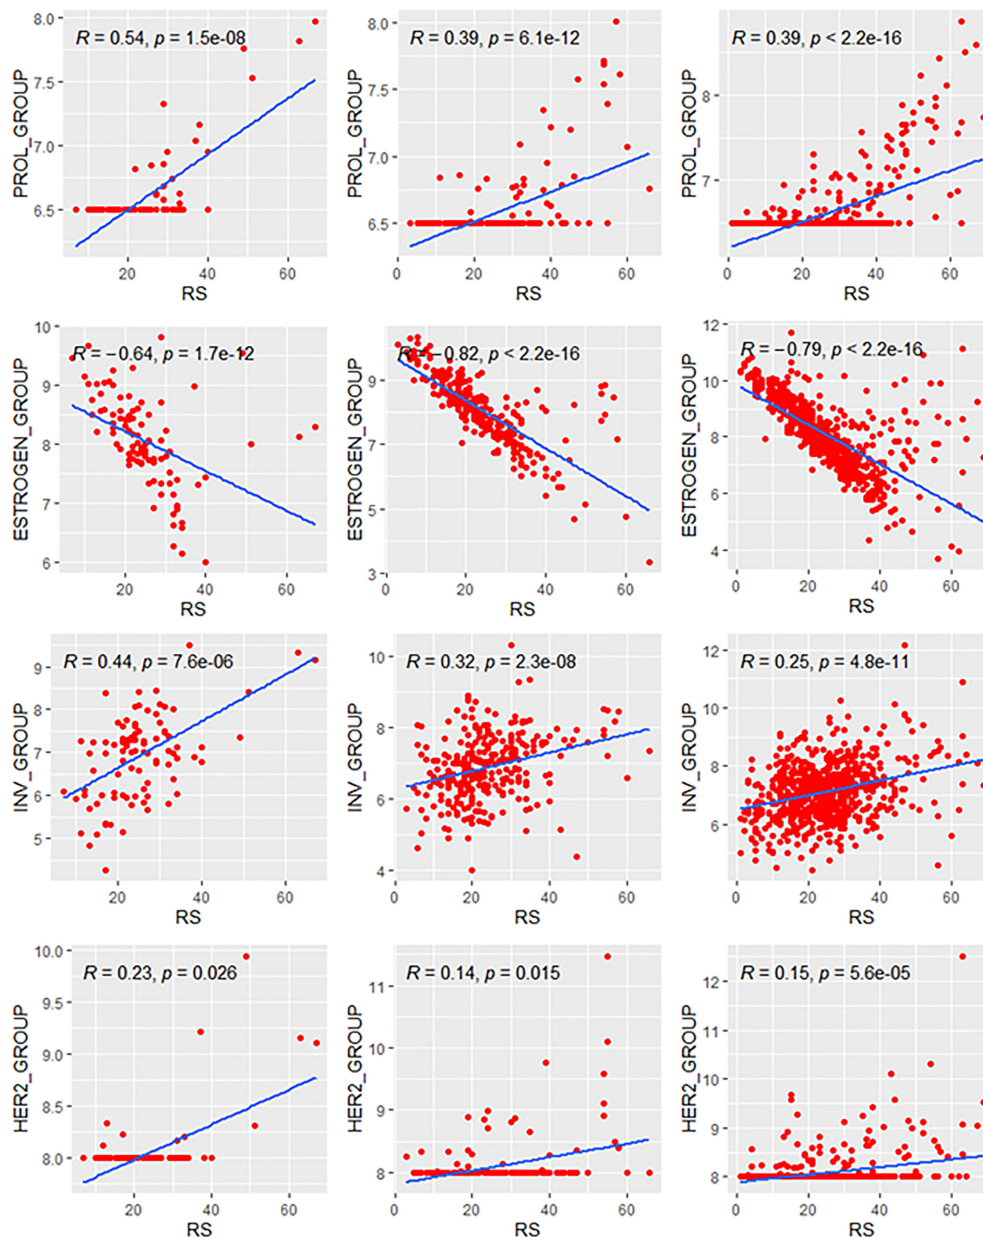 R = 0.54, p = 1.5e-08
PROL_GROUP
8.0
7.5
7.0
6.5
20
40
60
RS
R = 0.39, p = 6.1e-12
PROL_GROUP
8.0
7.5
7.0
6.5
0
20
40
60
RS
R = 0.39, p < 2.2e-16
PROL_GROUP
8
7
0
20
40
60
RS
R = −0.64, p = 1.7e-12
ESTROGEN_GROUP
10
9
8
7
6
20
40
60
RS
R = −0.82, p < 2.2e-16
ESTROGEN_GROUP
9
7
5
3
0
20
40
60
RS
R = −0.79, p < 2.2e-16
ESTROGEN_GROUP
12
10
8
6
4
0
20
40
60
RS
R = 0.44, p = 7.6e-06
INV_GROUP
9
8
7
6
5
20
40
60
RS
R = 0.32, p = 2.3e-08
INV_GROUP
10
8
6
4
0
20
40
60
RS
R = 0.25, p = 4.8e-11
INV_GROUP
12
10
8
6
0
20
40
60
RS
R = 0.23, p = 0.026
HER2_GROUP
10.0
9.5
9.0
8.5
8.0
20
40
60
RS
R = 0.14, p = 0.015
HER2_GROUP
11
10
9
8
0
20
40
60
RS
R = 0.15, p = 5.6e-05
HER2_GROUP
12
11
10
9
8
0
20
40
60
RS